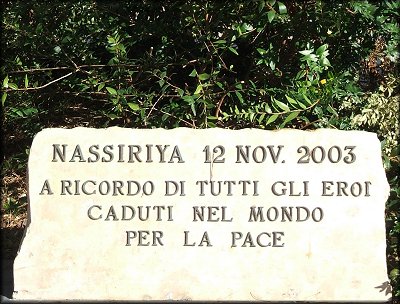 NASSIRIYA 12 NOV. 2003
A RICORDO DI TUTTI GLI EROI
CADUTI NEL MONDO
PER LA PACE